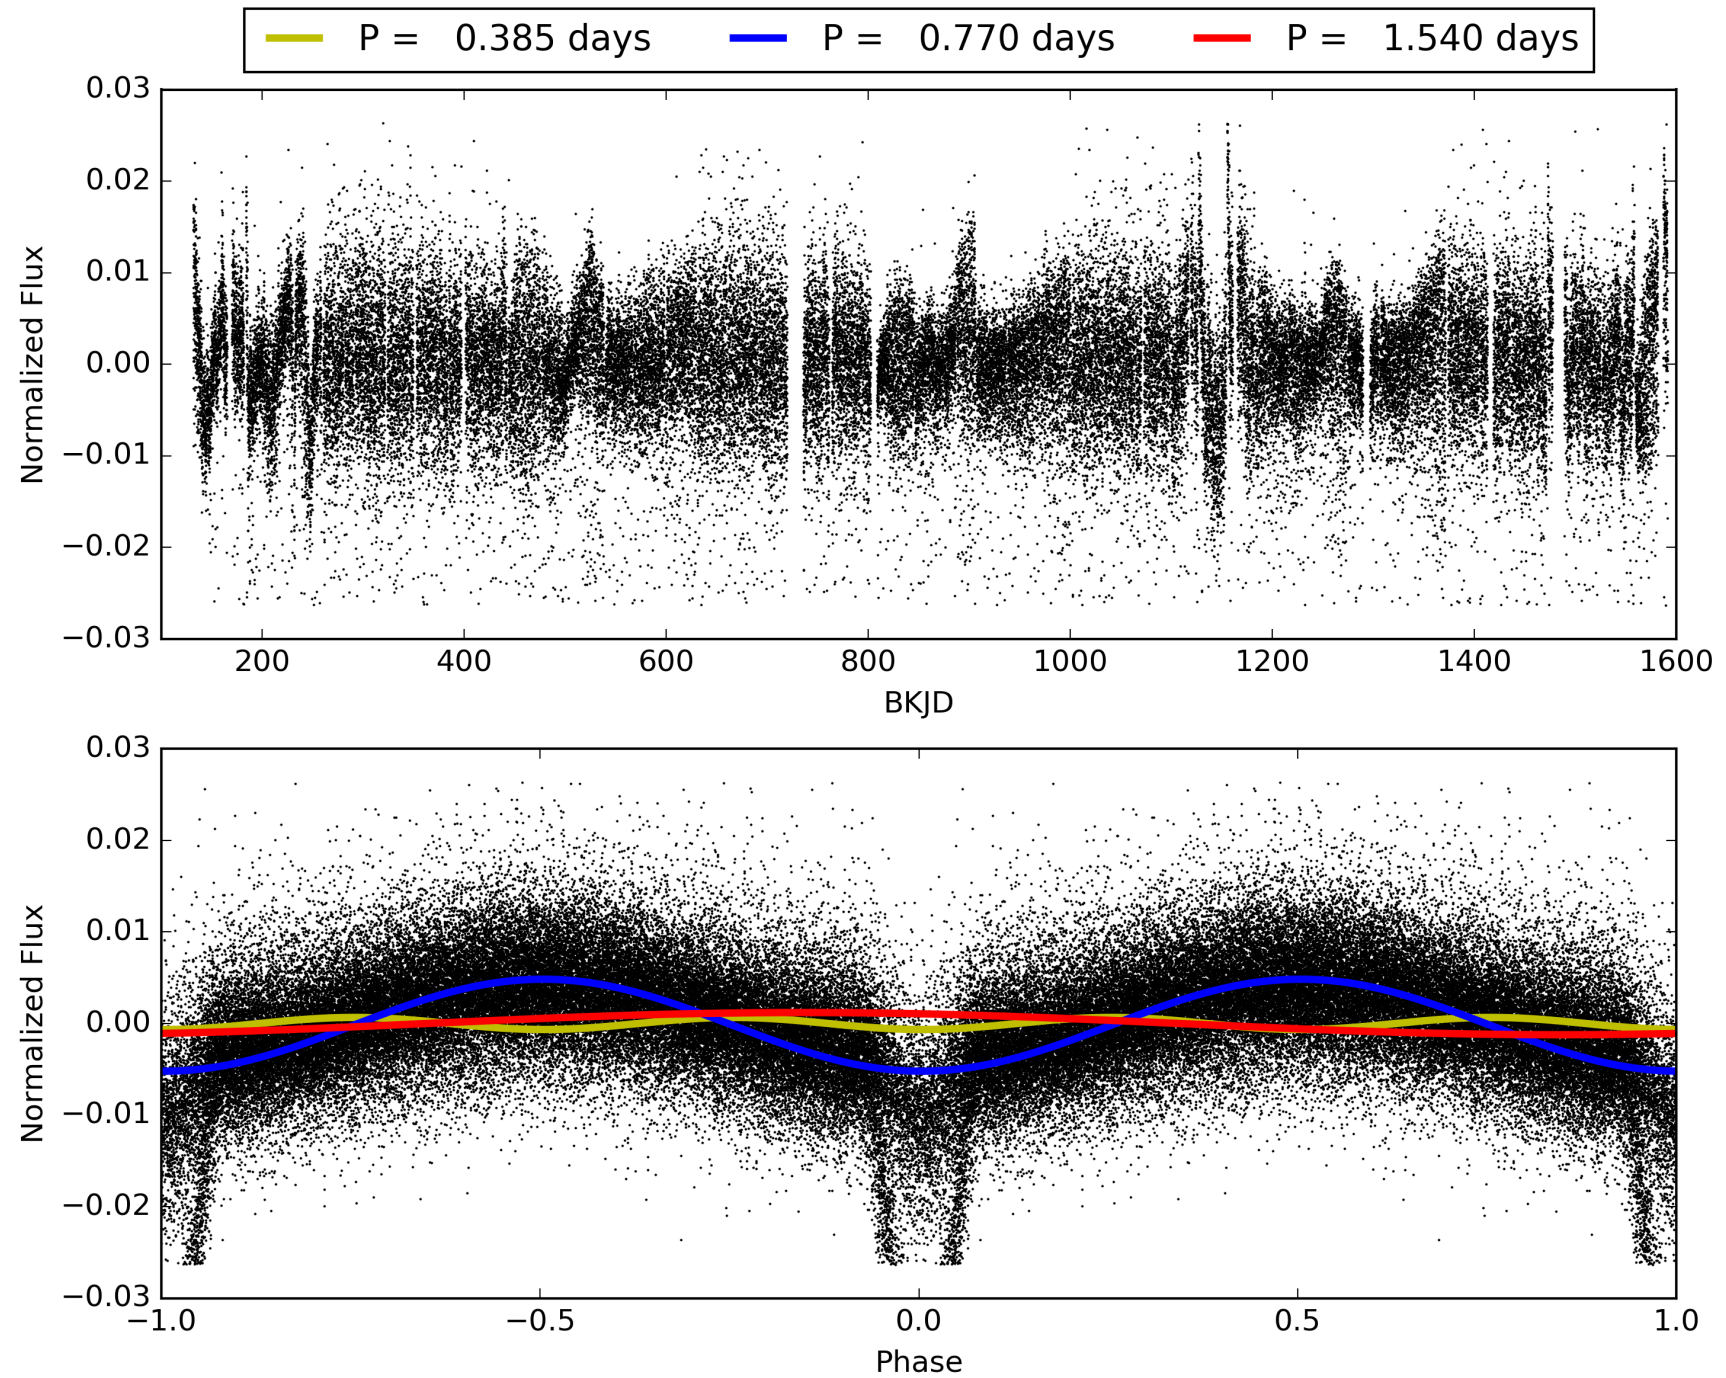 P = 0.385 days P = 0.770 days P = 1.540 days
0.03
0.02
0.01
0.00
−0.01
−0.02
−0.03
Normalized Flux
200 400 600 800 1000 1200 1400 1600
BKJD
0.03
0.02
0.01
0.00
−0.01
−0.02
−0.03
Normalized Flux
−1.0 −0.5 0.0 0.5 1.0
Phase